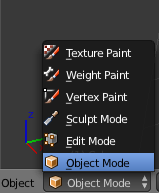 Texture Paint
Weight Paint
Vertex Paint
Sculpt Mode
Edit Mode
Object Mode
Object Object Mode